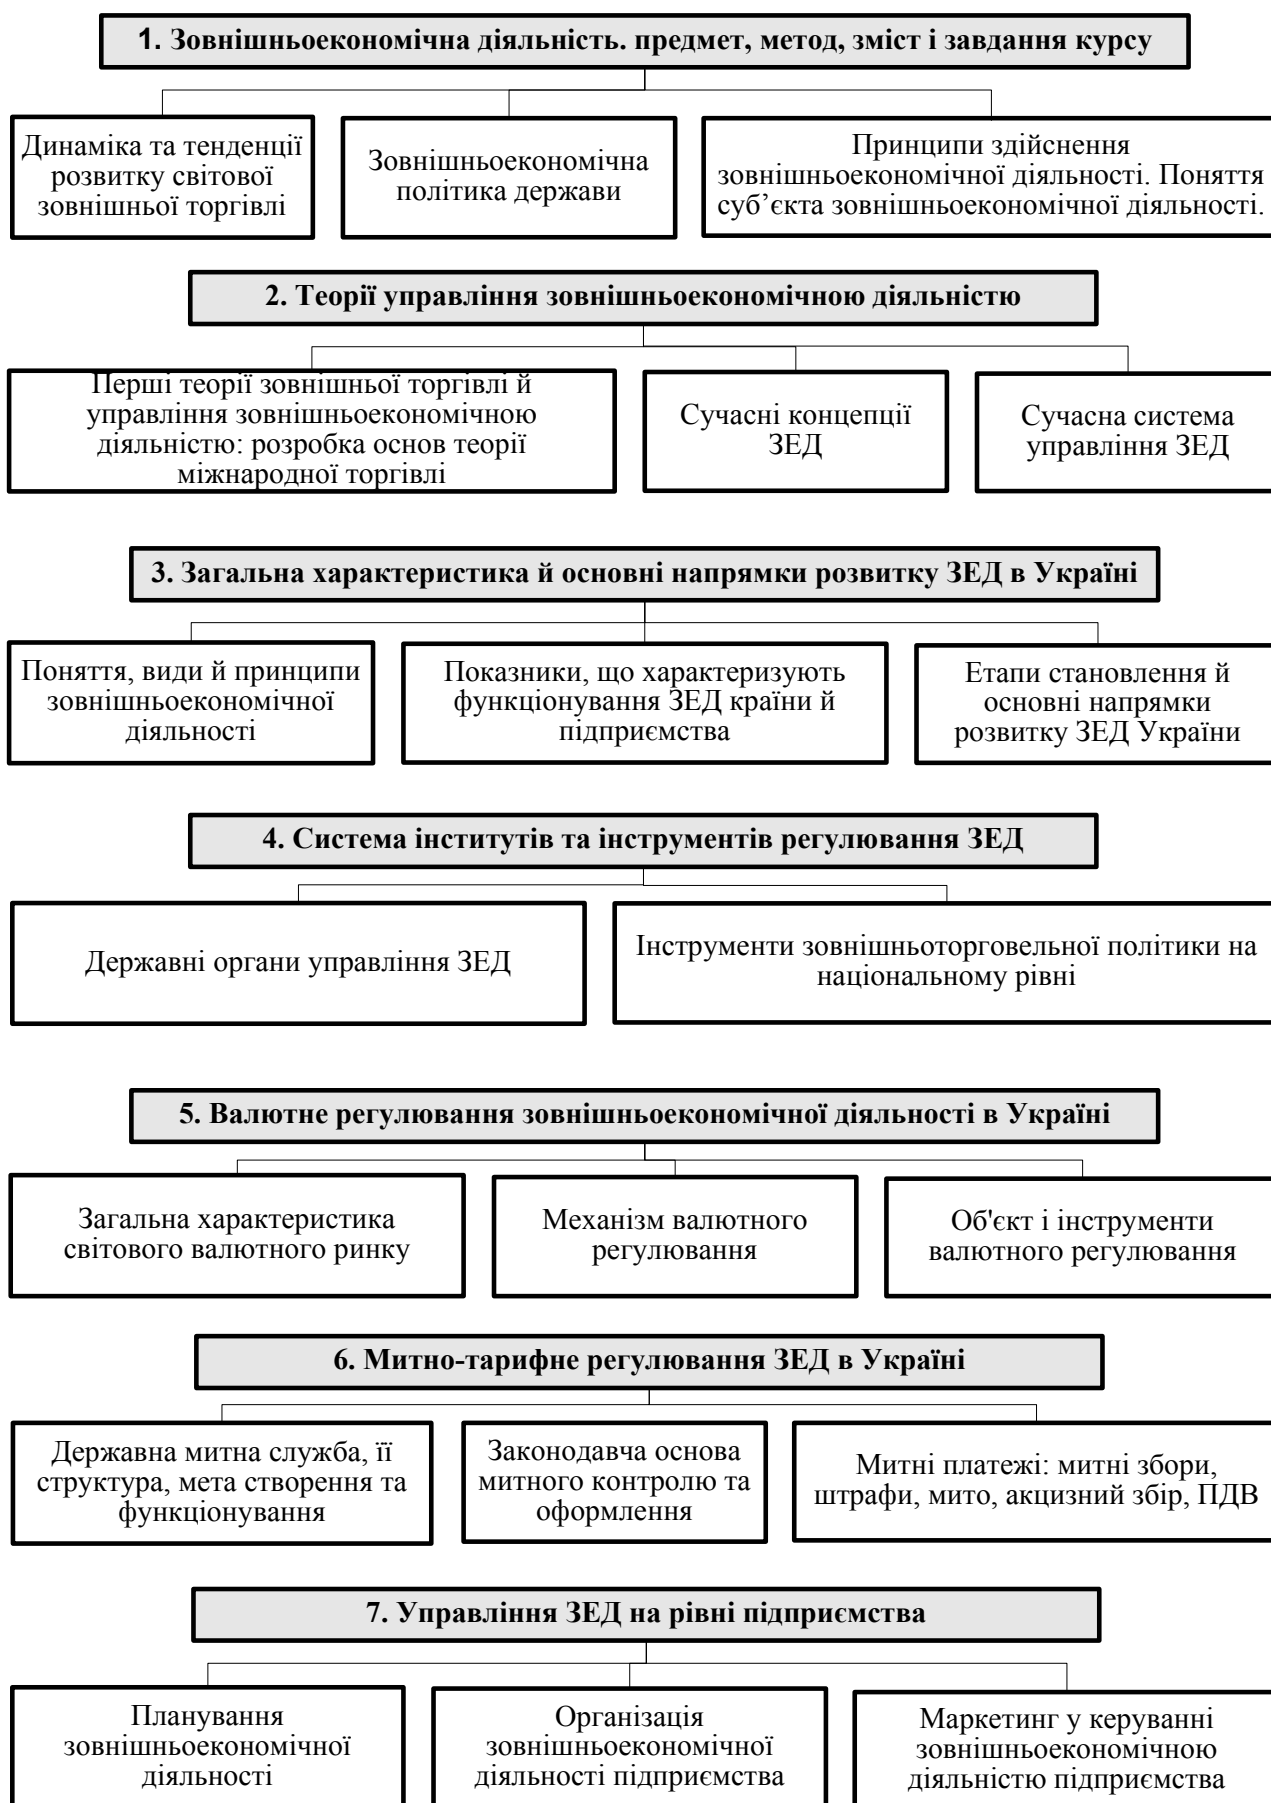 1. Зовнішньоекономічна діяльність. предмет, метод, зміст і завдання курсу
Динаміка та тенденції
розвитку світової
зовнішньої торгівлі
Зовнішньоекономічна
політика держави
Принципи здійснення
зовнішньоекономічної діяльності. Поняття
суб’єкта зовнішньоекономічної діяльності.
2. Теорії управління зовнішньоекономічною діяльністю
Перші теорії зовнішньої торгівлі й
управління зовнішньоекономічною
діяльністю: розробка основ теорії
міжнародної торгівлі
Сучасні концепції
ЗЕД
Сучасна система
управління ЗЕД
3. Загальна характеристика й основні напрямки розвитку ЗЕД в Україні
Поняття, види й принципи
зовнішньоекономічної
діяльності
Показники, що характеризують
функціонування ЗЕД країни й
підприємства
Етапи становлення й
основні напрямки
розвитку ЗЕД України
4. Система інститутів та інструментів регулювання ЗЕД
Державні органи управління ЗЕД
Інструменти зовнішньоторговельної політики на
національному рівні
5. Валютне регулювання зовнішньоекономічної діяльності в Україні
Загальна характеристика
світового валютного ринку
Механізм валютного
регулювання
Об'єкт і інструменти
валютного регулювання
6. Митно-тарифне регулювання ЗЕД в Україні
Державна митна служба, її
структура, мета створення та
функціонування
Законодавча основа
митного контролю та
оформлення
Митні платежі: митні збори,
штрафи, мито, акцизний збір, ПДВ
7. Управління ЗЕД на рівні підприємства
Планування
зовнішньоекономічної
діяльності
Організація
зовнішньоекономічної
діяльності підприємства
Маркетинг у керуванні
зовнішньоекономічною
діяльністю підприємства